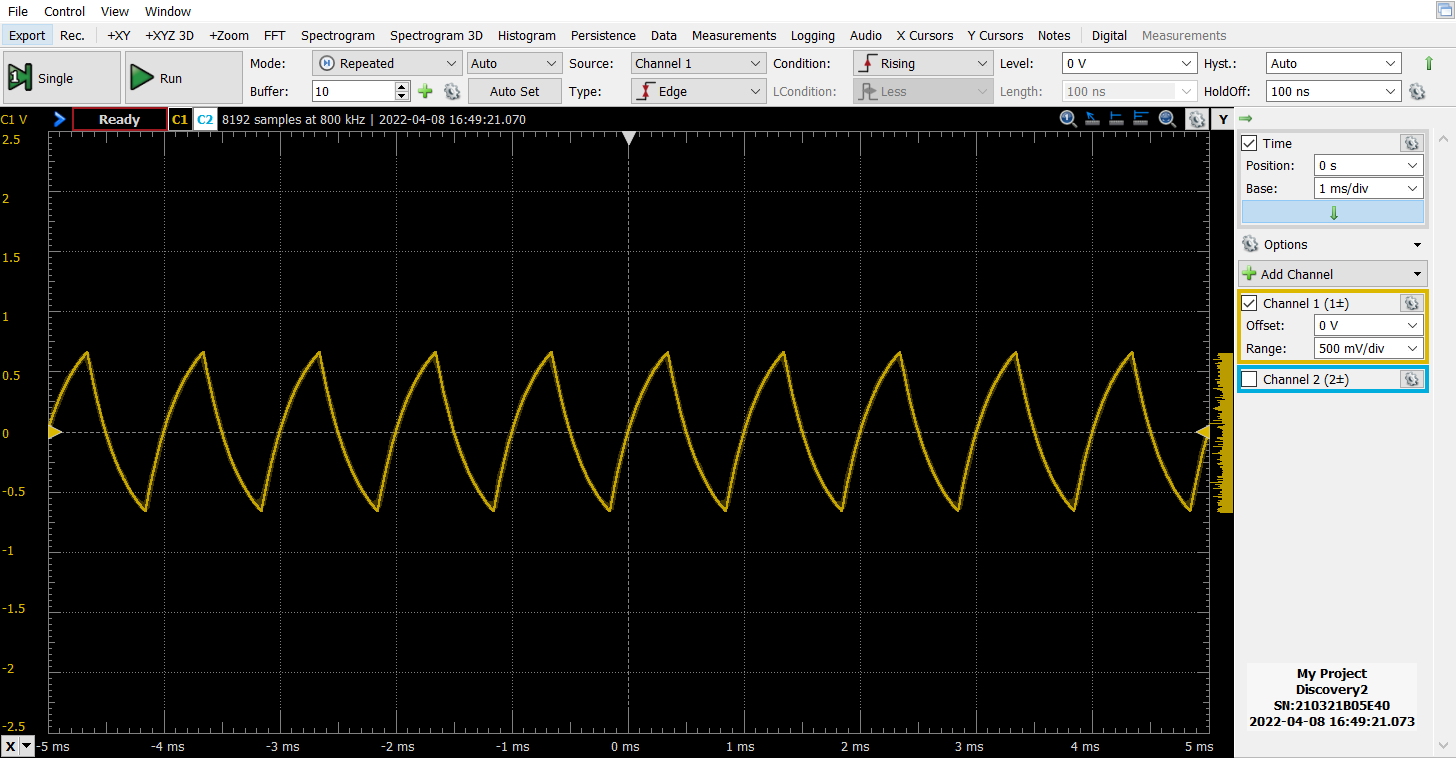 File Control View Window
Export Rec. +XY +XYZ 3D +Zoom FFT Spectrogram Spectrogram 3D Histogram Persistence Data Measurements Logging Audio X Cursors Y Cursors Notes Digital Measurements
1 Single Run Mode: Repeated Auto Source: Channel 1 Condition: Rising Level: 0 V Hyst.: Auto
Buffer: 10 Auto Set Type: Edge LCondition: Less Length: 100 ns HoldOff: 100 ns
C1 V Ready C1 C2 8192 samples at 800 kHz | 2022-04-08 16:49:21.070 Y
2.5
2
1.5
1
0.5
0
-0.5
-1
-1.5
-2
-2.5
X -5 ms -4 ms -3 ms -2 ms -1 ms 0 ms 1 ms 2 ms 3 ms 4 ms 5 ms
Time
Position: 0 s
Base: 1 ms/div
Options
Add Channel
Channel 1 (1±)
Offset: 0 V
Range: 500 mV/div
Channel 2 (2±)
My Project
Discovery2
SN:210321B05E40
2022-04-08 16:49:21.073